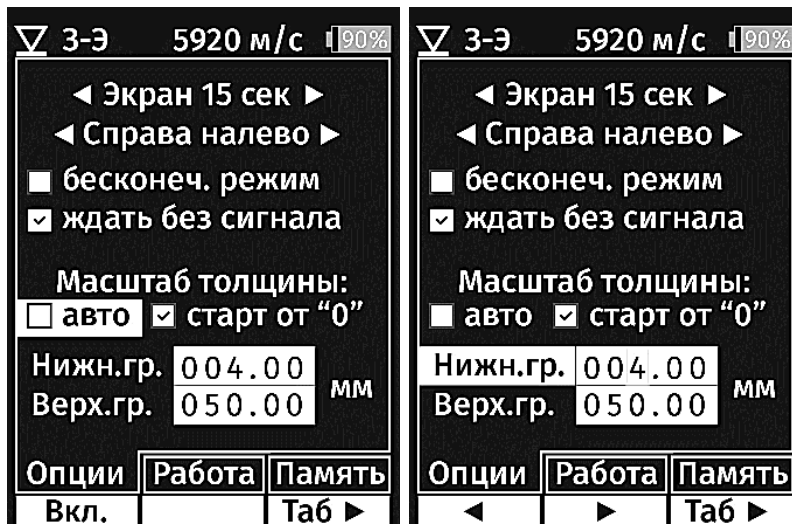 З-Э 5920 м/с 90%
◄ Экран 15 сек ►
◄ Справа налево ►
бесконеч. режим
ждать без сигнала
Масштаб толщины:
авто старт от “0”
Нижн.гр. 004.00
Верх.гр. 050.00
мм
Опции Работа Память
Вкл. Таб ►
З-Э 5920 м/с 90%
◄ Экран 15 сек ►
◄ Справа налево ►
бесконеч. режим
ждать без сигнала
Масштаб толщины:
авто старт от “0”
Нижн.гр. 004.00
Верх.гр. 050.00
мм
Опции Работа Память
◄ ► Таб ►